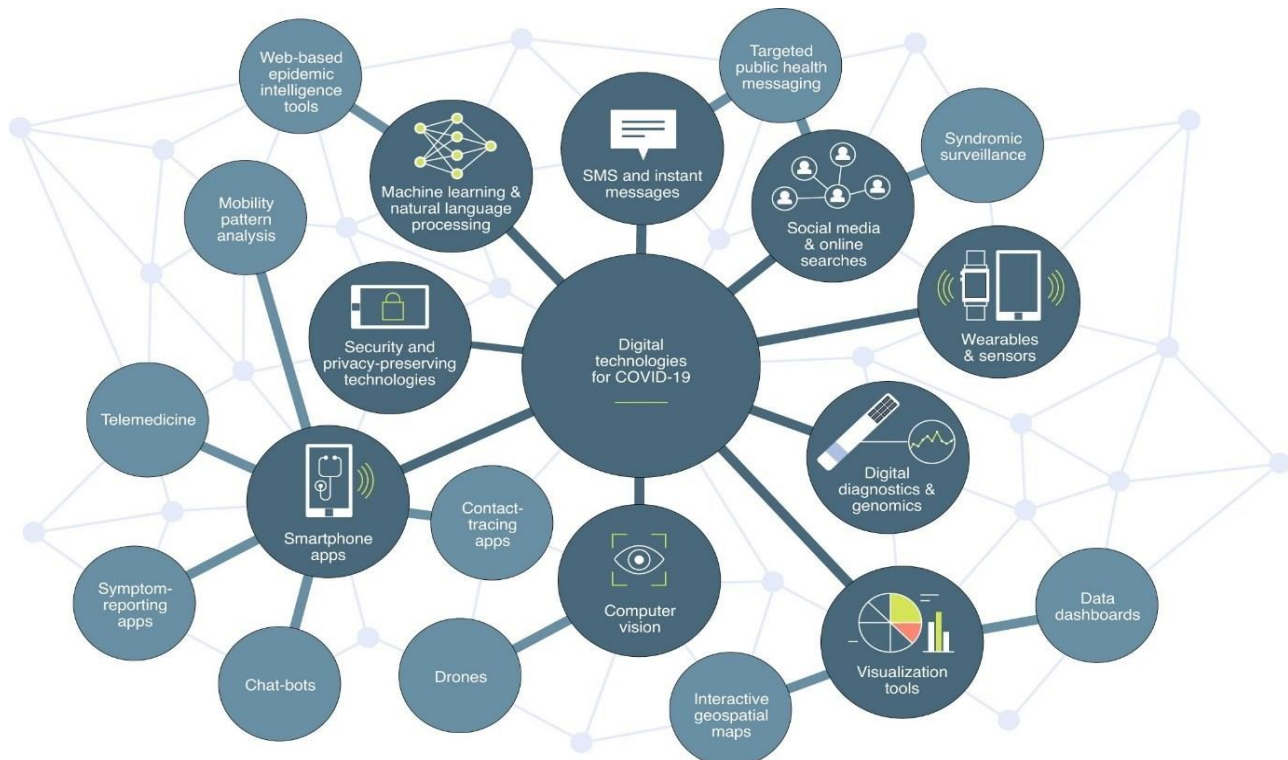 Web-based
epidemic
intelligence
tools
Targeted
public health
messaging
Syndromic
surveillance
SMS and instant
messages
Machine learning &
natural language
processing
Mobility
pattern
analysis
Social media
& online
searches
Security and
privacy-preserving
technologies
Digital
technologies
for COVID-19
Wearables
& sensors
Telemedicine
Digital
diagnostics &
genomics
Smartphone
apps
Contact-
tracing
apps
Symptom-
reporting
apps
Computer
vision
Data
dashboards
Chat-bots
Drones
Visualization
tools
Interactive
geospatial
maps